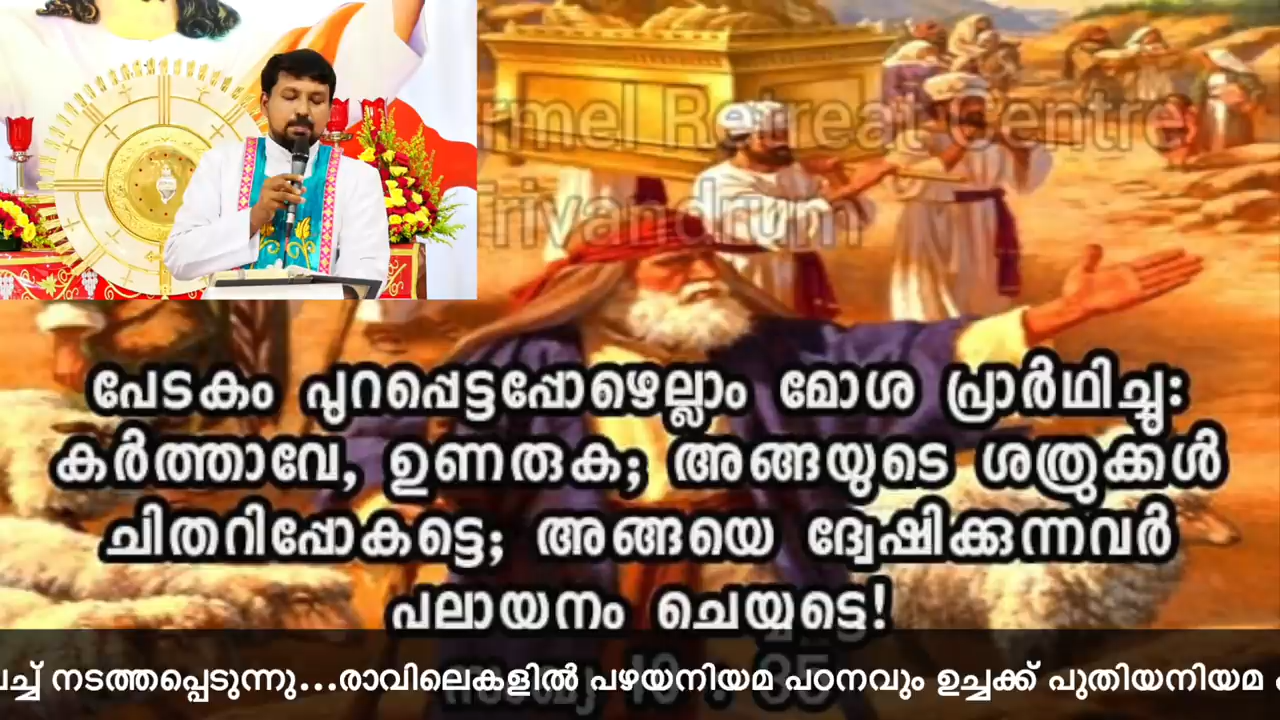 rmel Retreat Centre
Trivandrum
പേടകം പുറപ്പെട്ടപ്പോഴെല്ലാം മോശ പ്രാർഥിച്ചു:
കർത്താവേ, ഉണരുക; അങ്ങയുടെ ശത്രുക്കൾ
ചിതറിപ്പോകട്ടെ; അങ്ങയെ ദ്വേഷിക്കുന്നവർ
പലായനം ചെയ്യട്ടെ!
നടത്തപ്പെടുന്നു...രാവിലെകളിൽ പഴയനിയമ പഠനവും ഉച്ചക്ക് പുതിയനിയമ